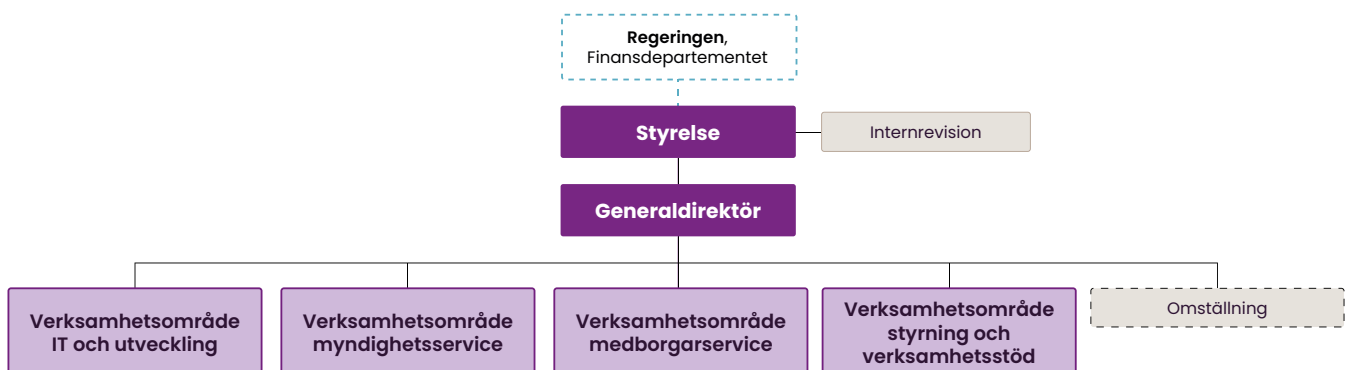 Regeringen,
Finansdepartementet
Styrelse
Internrevision
Generaldirektör
Verksamhetsområde
IT och utveckling
Verksamhetsområde
myndighetsservice
Verksamhetsområde
medborgarservice
Verksamhetsområde
styrning och
verksamhetsstöd
Omställning